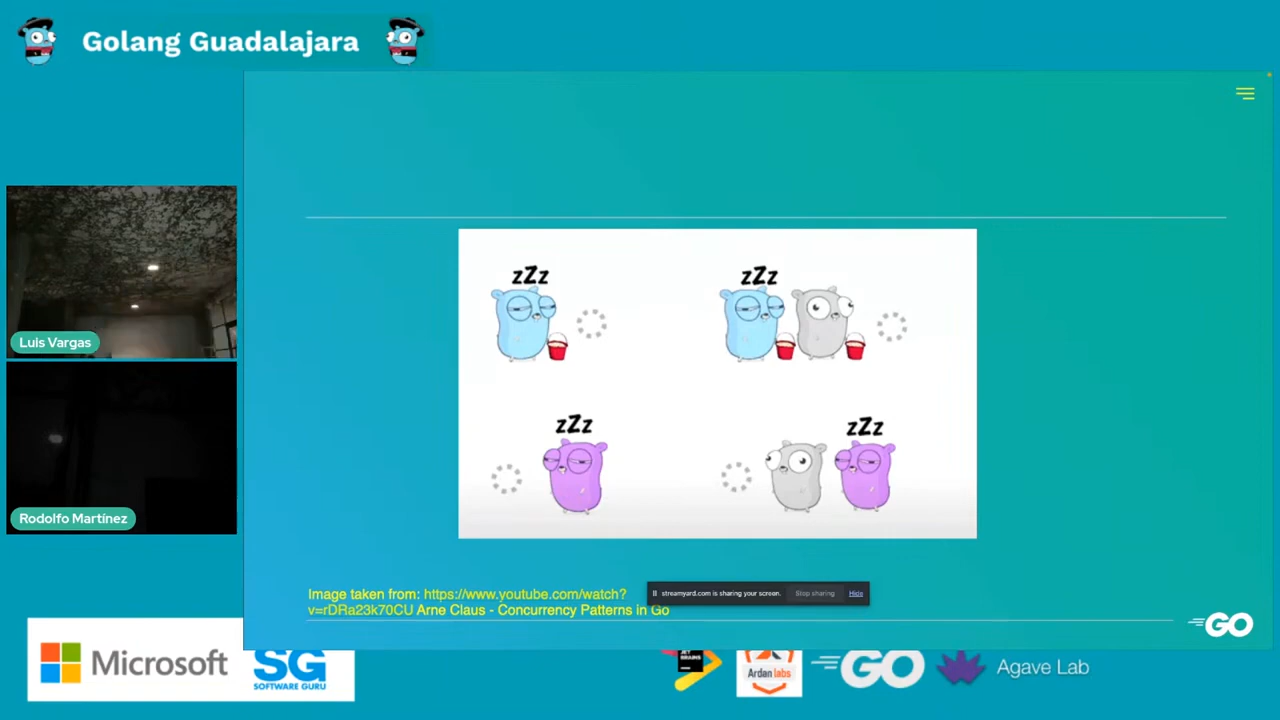 Golang Guadalajara
zZz
zZz
Luis Vargas
zZz
zZz
Rodolfo Martínez
Image taken from: https://www.youtube.com/watch?
v=rDRa23k70CU Arne Claus - Concurrency Patterns in Go
streamyard.com is sharing your screen.
Stop sharing
Hide
GO
Microsoft
SG
SOFTWARE GURU
JET
BRAINS
Ardan labs
GO
Agave Lab